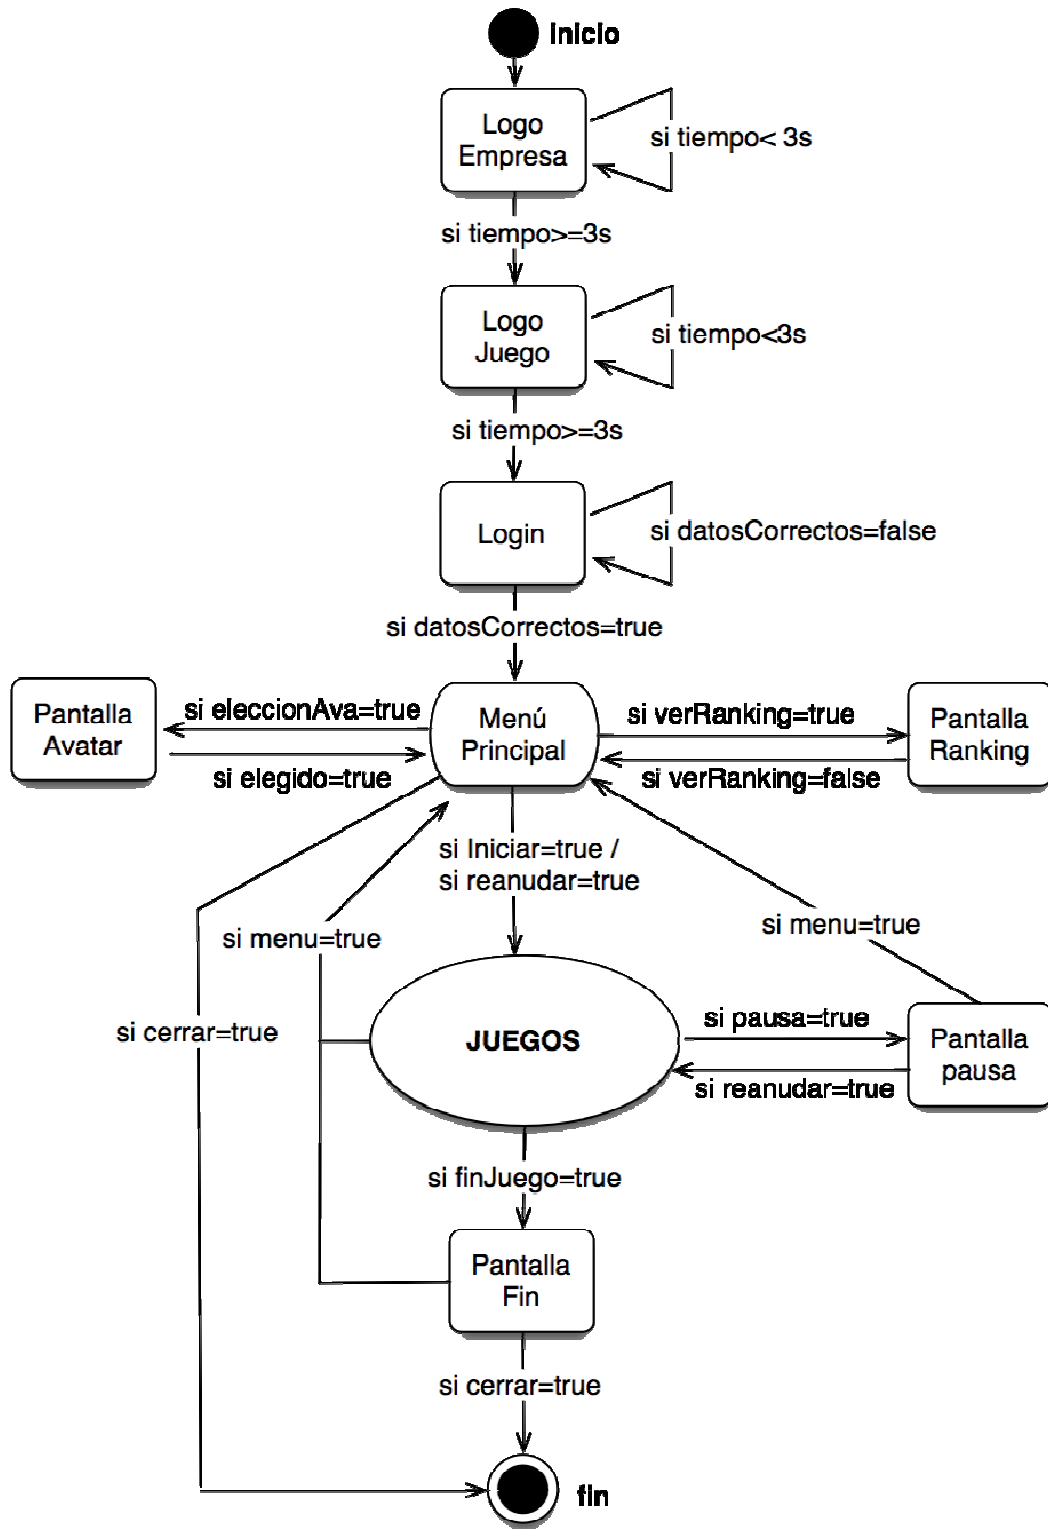 inicio
Logo
Empresa
si tiempo< 3s
si tiempo>=3s
Logo
Juego
si tiempo<3s
si tiempo>=3s
Login
si datosCorrectos=false
si datosCorrectos=true
Pantalla
Avatar
si eleccionAva=true
si elegido=true
Menú
Principal
si verRanking=true
si verRanking=false
Pantalla
Ranking
si Iniciar=true /
si reanudar=true
si menu=true
si menu=true
si cerrar=true
JUEGOS
si pausa=true
si reanudar=true
Pantalla
pausa
si finJuego=true
Pantalla
Fin
si cerrar=true
fin